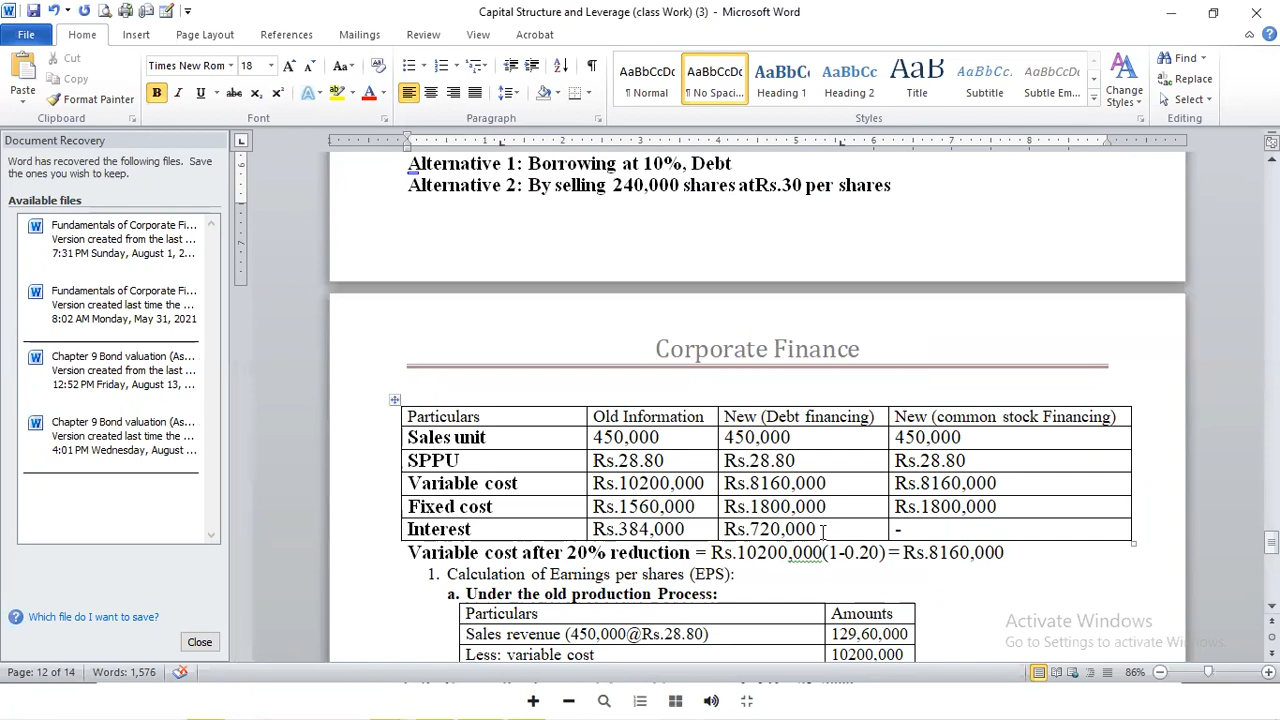 Capital Structure and Leverage (class Work) (3) - Microsoft Word
File Home Insert Page Layout References Mailings Review View Acrobat
Paste
Cut
Copy
Format Painter
Clipboard
Times New Rom 18
Font
Paragraph
AaBbCcDc AaBbCcDc AaBbCc AaBbCc AaB AaBbCcL AaBbCcDc
¶ Normal ¶ No Spaci... Heading 1 Heading 2 Title Subtitle Subtle Em...
Change Styles
Styles
Find
Replace
Select
Editing
Document Recovery
Word has recovered the following files. Save
the ones you wish to keep.
Available files
Fundamentals of Corporate Fi...
Version created from the last ...
7:31 PM Sunday, August 1, 2...
Fundamentals of Corporate Fi...
Version created last time the ...
8:02 AM Monday, May 31, 2021
Chapter 9 Bond valuation (As...
Version created from the last ...
12:52 PM Friday, August 13, ...
Chapter 9 Bond valuation (As...
Version created from the last ...
4:01 PM Wednesday, August ...
Which file do I want to save?
Close
Alternative 1: Borrowing at 10%, Debt
Alternative 2: By selling 240,000 shares atRs.30 per shares
Corporate Finance
Particulars Old Information New (Debt financing) New (common stock Financing)
Sales unit 450,000 450,000 450,000
SPPU Rs.28.80 Rs.28.80 Rs.28.80
Variable cost Rs.10200,000 Rs.8160,000 Rs.8160,000
Fixed cost Rs.1560,000 Rs.1800,000 Rs.1800,000
Interest Rs.384,000 Rs.720,000 -
Variable cost after 20% reduction = Rs.10200,000(1-0.20) = Rs.8160,000
1. Calculation of Earnings per shares (EPS):
a. Under the old production Process:
Particulars Amounts
Sales revenue (450,000@Rs.28.80) 129,60,000
Less: variable cost 10200,000
Activate Windows
Go to Settings to activate Windows.
Page: 12 of 14 Words: 1,576 86%